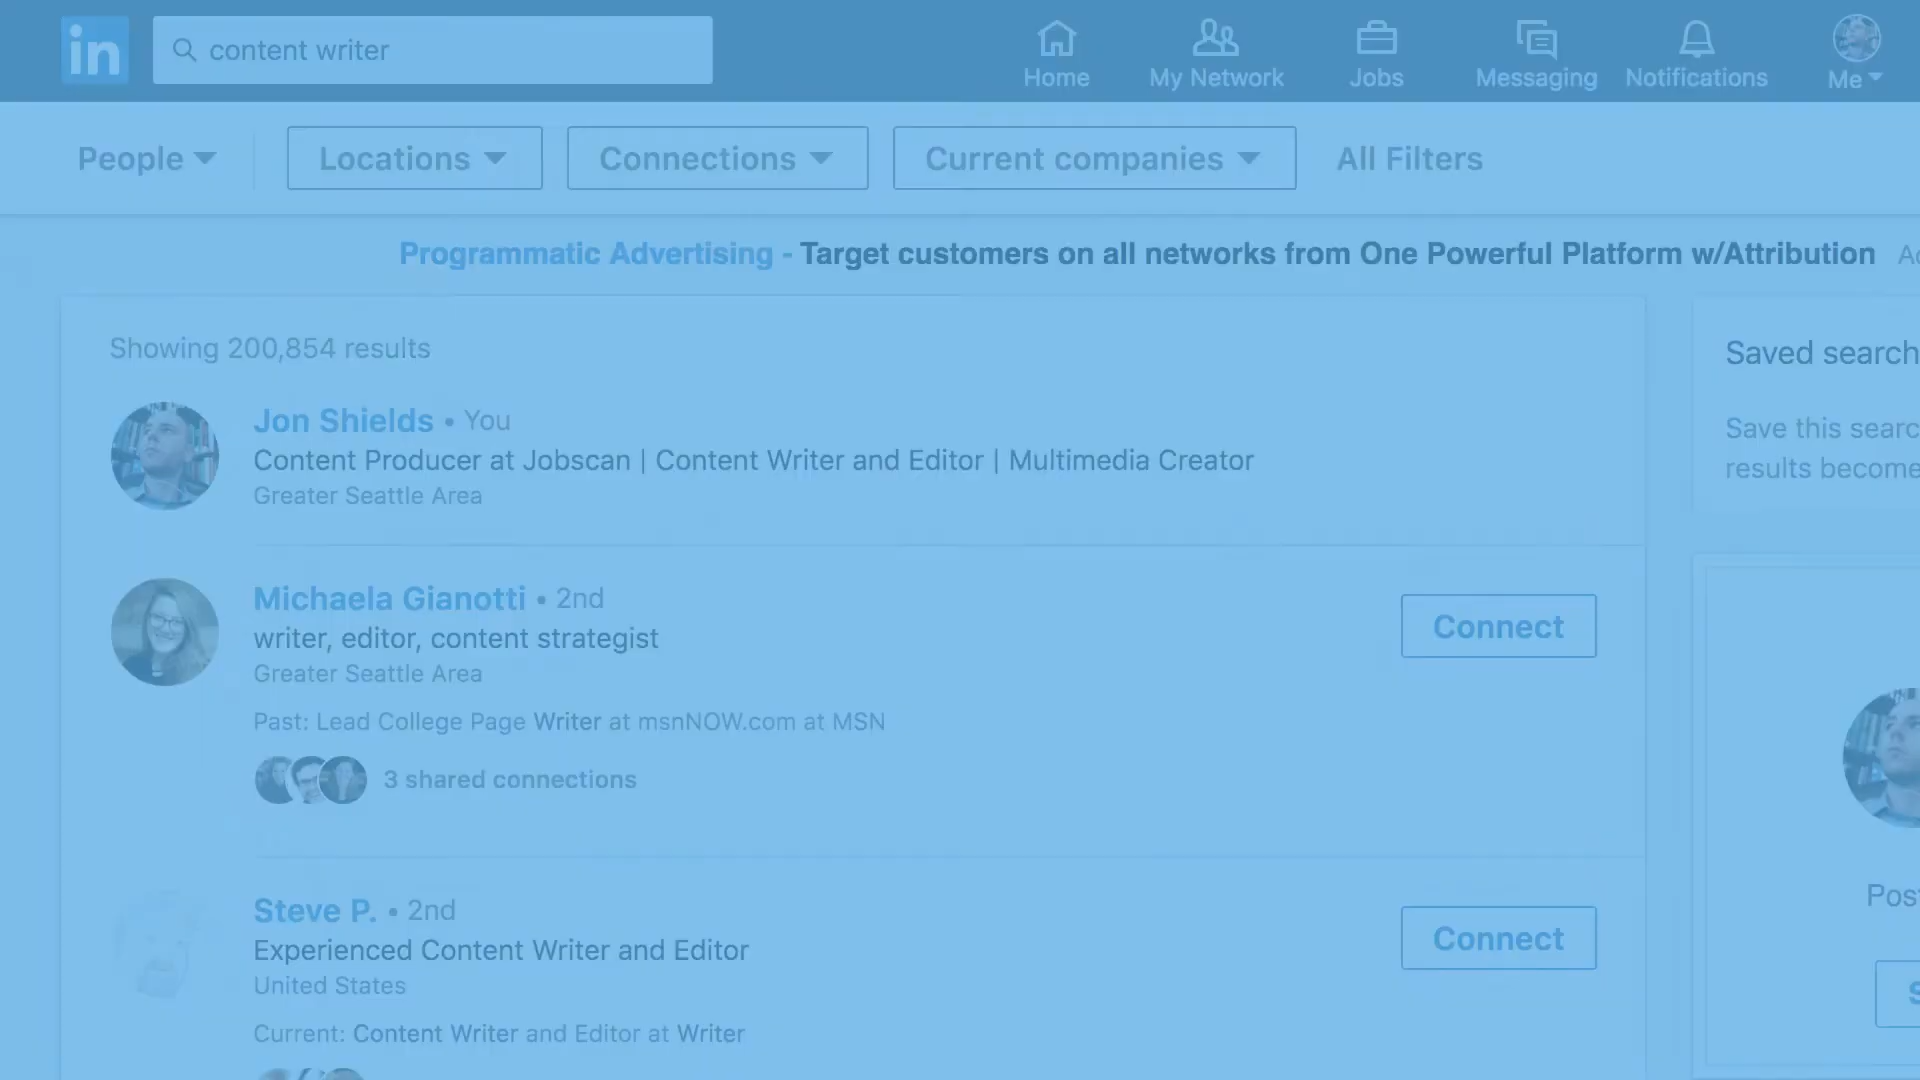 in content writer Home My Network Jobs Messaging Notifications Me
People Locations Connections Current companies All Filters
Programmatic Advertising - Target customers on all networks from One Powerful Platform w/Attribution
Showing 200,854 results
Jon Shields • You
Content Producer at Jobscan | Content Writer and Editor | Multimedia Creator
Greater Seattle Area
Michaela Gianotti • 2nd
writer, editor, content strategist
Connect
Greater Seattle Area
Past: Lead College Page Writer at msnNOW.com at MSN
3 shared connections
Steve P. • 2nd
Experienced Content Writer and Editor
Connect
United States
Current: Content Writer and Editor at Writer
Saved search
Save this searc
results become
Pos